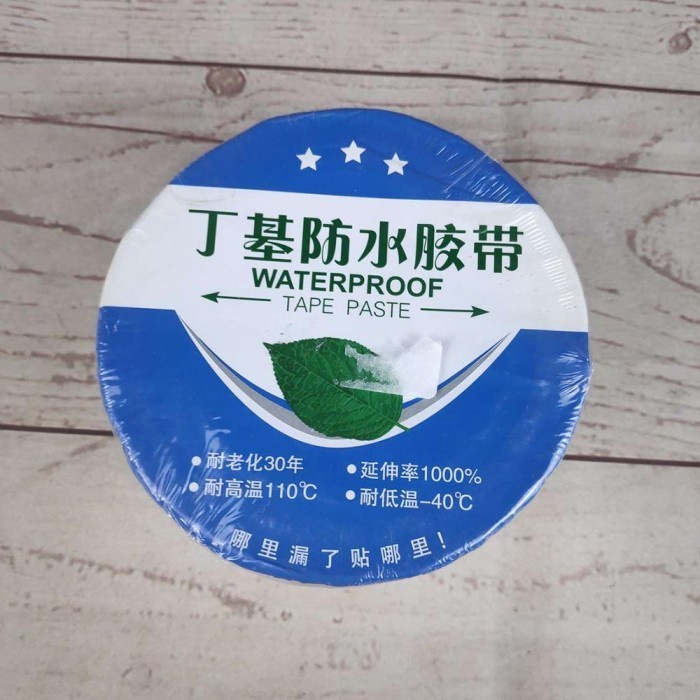 丁基防水胶带
WATERPROOF
TAPE PASTE
耐老化30年
延伸率1000%
耐高温110℃
耐低温-40℃
哪里漏了贴哪里!